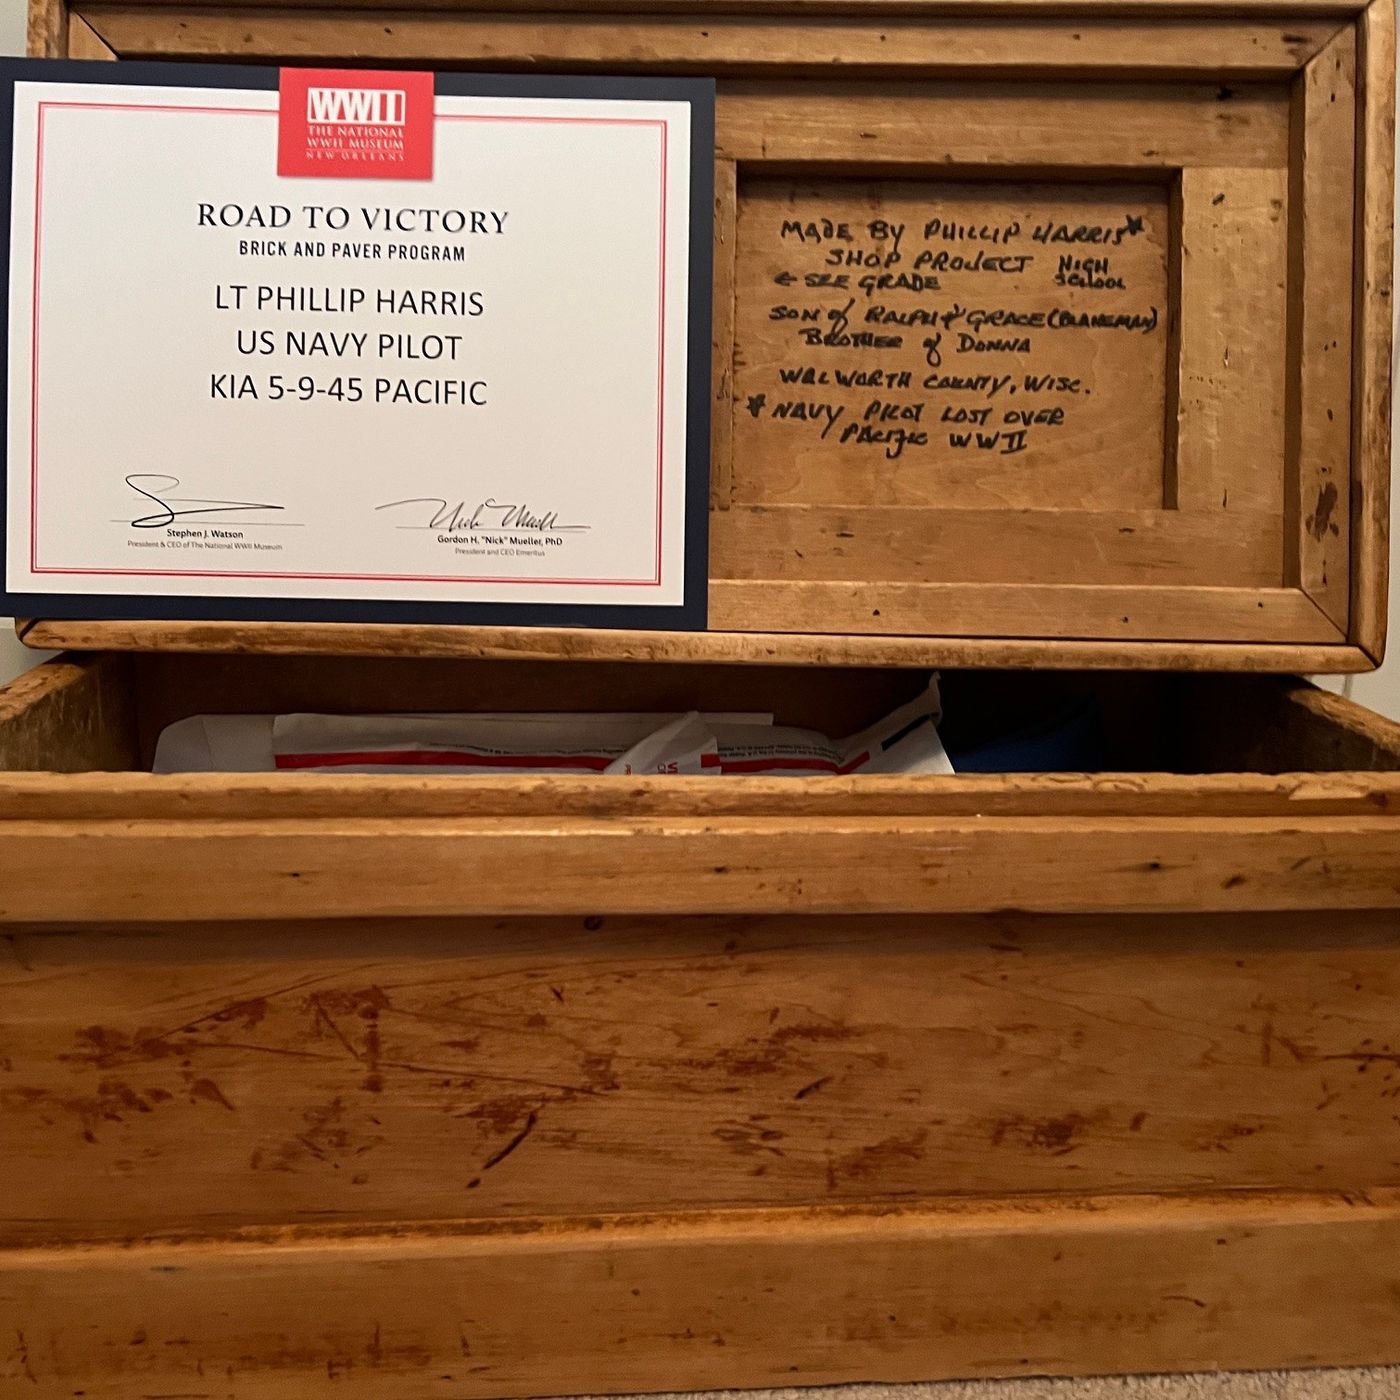 WWII
THE NATIONAL
WWII MUSEUM
NEW ORLEANS
ROAD TO VICTORY
BRICK AND PAVER PROGRAM
LT PHILLIP HARRIS
US NAVY PILOT
KIA 5-9-45 PACIFIC
Stephen J. Watson
President & CEO of The National WWII Museum
Gordon H. "Nick" Mueller, PhD
President and CEO Emeritus
MADE BY PHILLIP HARRIS*
SHOP PROJECT HIGH SCHOOL
← SEE GRADE
SON of RALPH & GRACE (BLANEMAN)
BROTHER of DONNA
WALWORTH COUNTY, WISC.
* NAVY PILOT LOST OVER
PACIFIC WWII